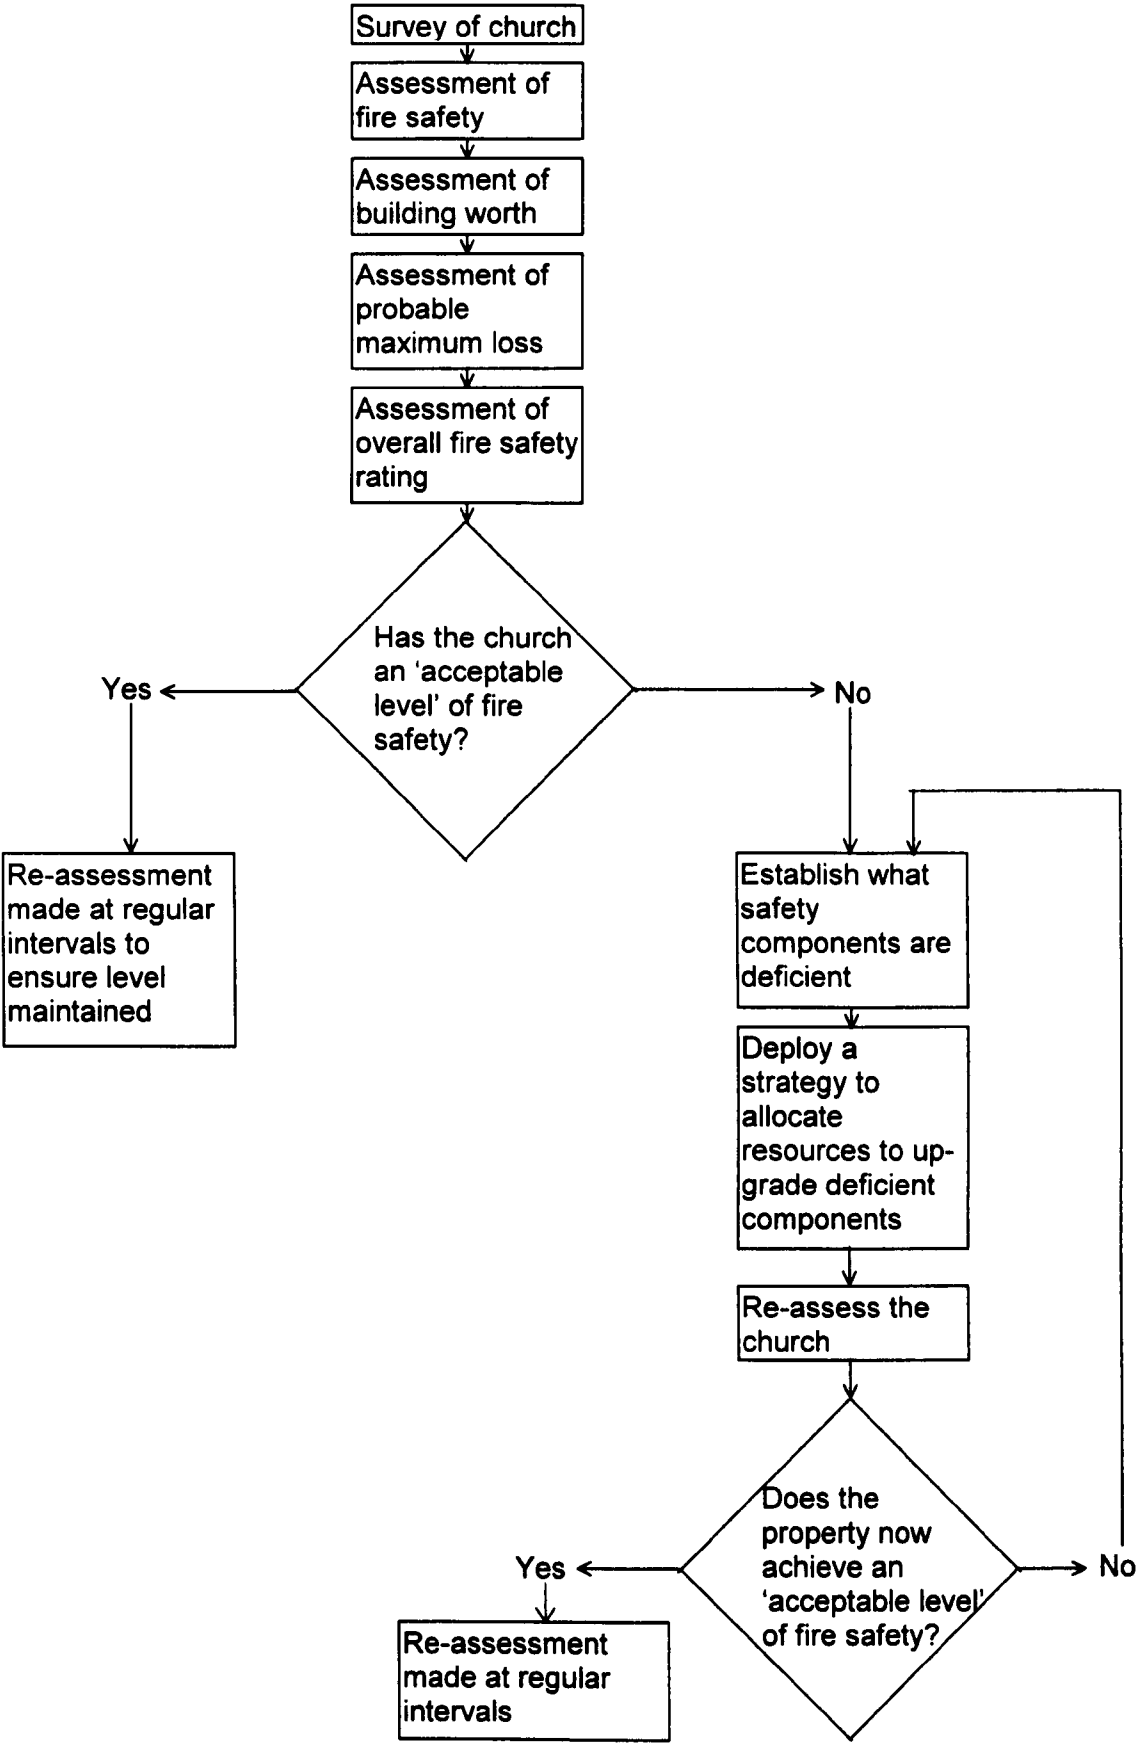 Survey of church
Assessment of
fire safety
Assessment of
building worth
Assessment of
probable
maximum loss
Assessment of
overall fire safety
rating
Has the church
an ‘acceptable
level’ of fire
safety?
Yes
No
Re-assessment
made at regular
intervals to
ensure level
maintained
Establish what
safety
components are
deficient
Deploy a
strategy to
allocate
resources to up-
grade deficient
components
Re-assess the
church
Does the
property now
achieve an
‘acceptable level’
of fire safety?
Yes
No
Re-assessment
made at regular
intervals